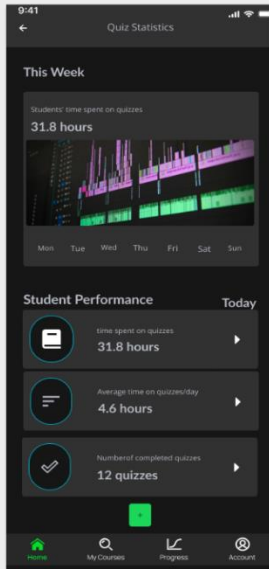 9:41
Quiz Statistics
This Week
Students' time spent on quizzes
31.8 hours
Mon Tue Wed Thu Fri Sat Sun
Student Performance Today
time spent on quizzes
31.8 hours
Average time on quizzes/day
4.6 hours
Numberof completed quizzes
12 quizzes
Home My Courses Progress Account